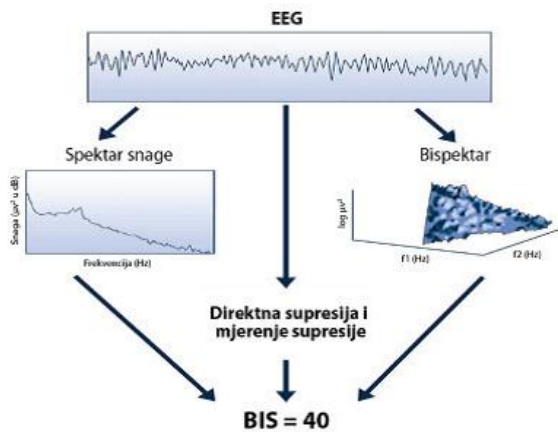 EEG
Spektar snage
Bispektar
Snaga (μv² u dB)
Frekvencija (Hz)
log μv²
f1 (Hz)
f2 (Hz)
Direktna supresija i
mjerenje supresije
BIS = 40